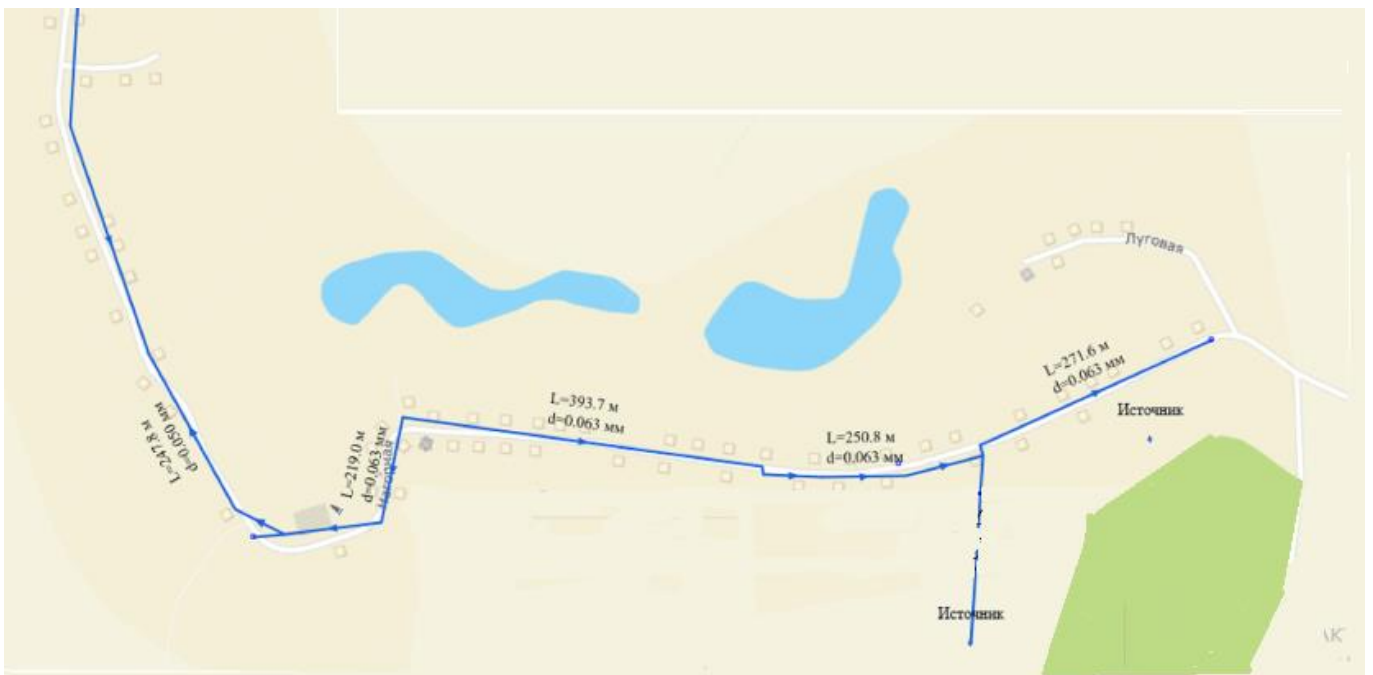 Луговая
L=271.6 м
d=0.063 мм
L=393.7 м
d=0.063 мм
Источник
L=250.8 м
d=0.063 мм
L=247.8 м
d=0.050 мм
L=219.0 м
d=0.063 мм
Источник